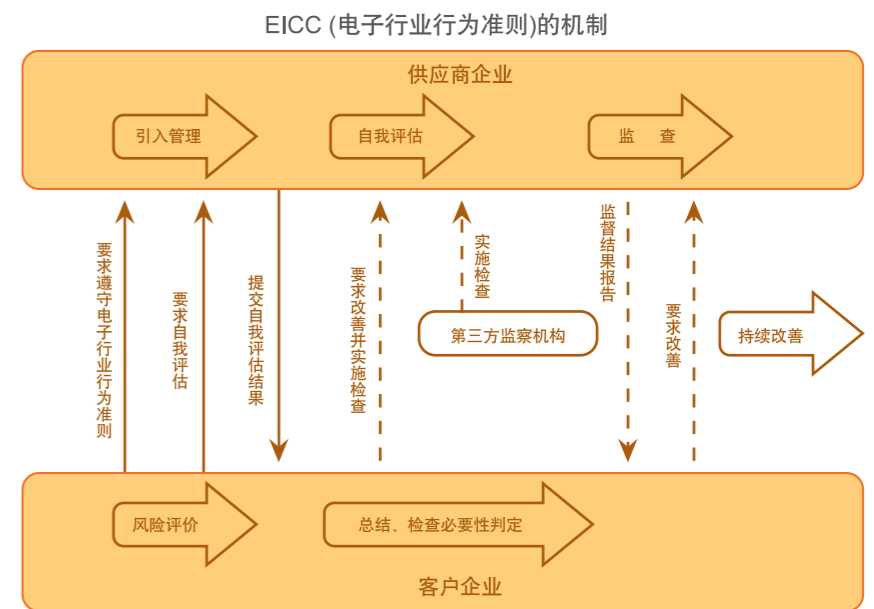 EICC (电子行业行为准则)的机制
供应商企业
引入管理
自我评估
监 查
要求遵守电子行业行为准则
要求自我评估
提交自我评估结果
要求改善并实施检查
实施检查
第三方监察机构
监督结果报告
要求改善
持续改善
风险评价
总结、检查必要性判定
客户企业